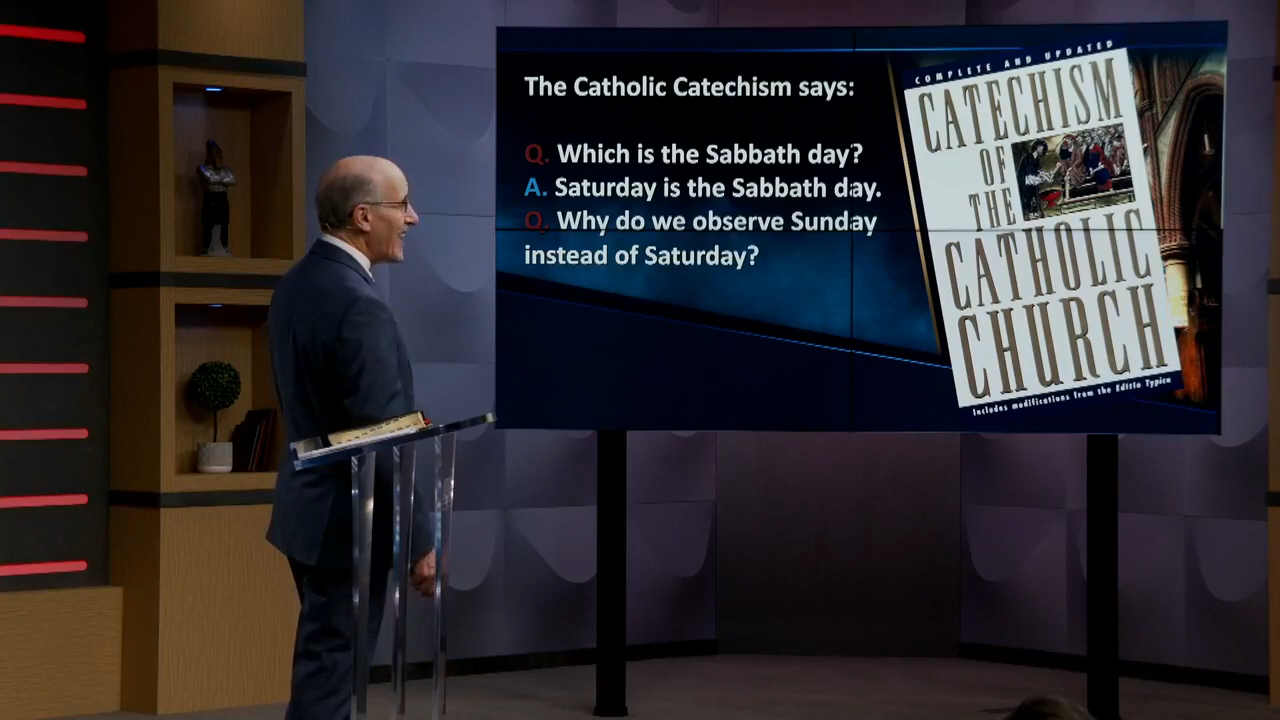 The Catholic Catechism says:
Q. Which is the Sabbath day?
A. Saturday is the Sabbath day.
Q. Why do we observe Sunday
instead of Saturday?
COMPLETE AND UPDATED
CATECHISM
OF
THE
CATHOLIC
CHURCH
Includes modifications from the Editio Typica